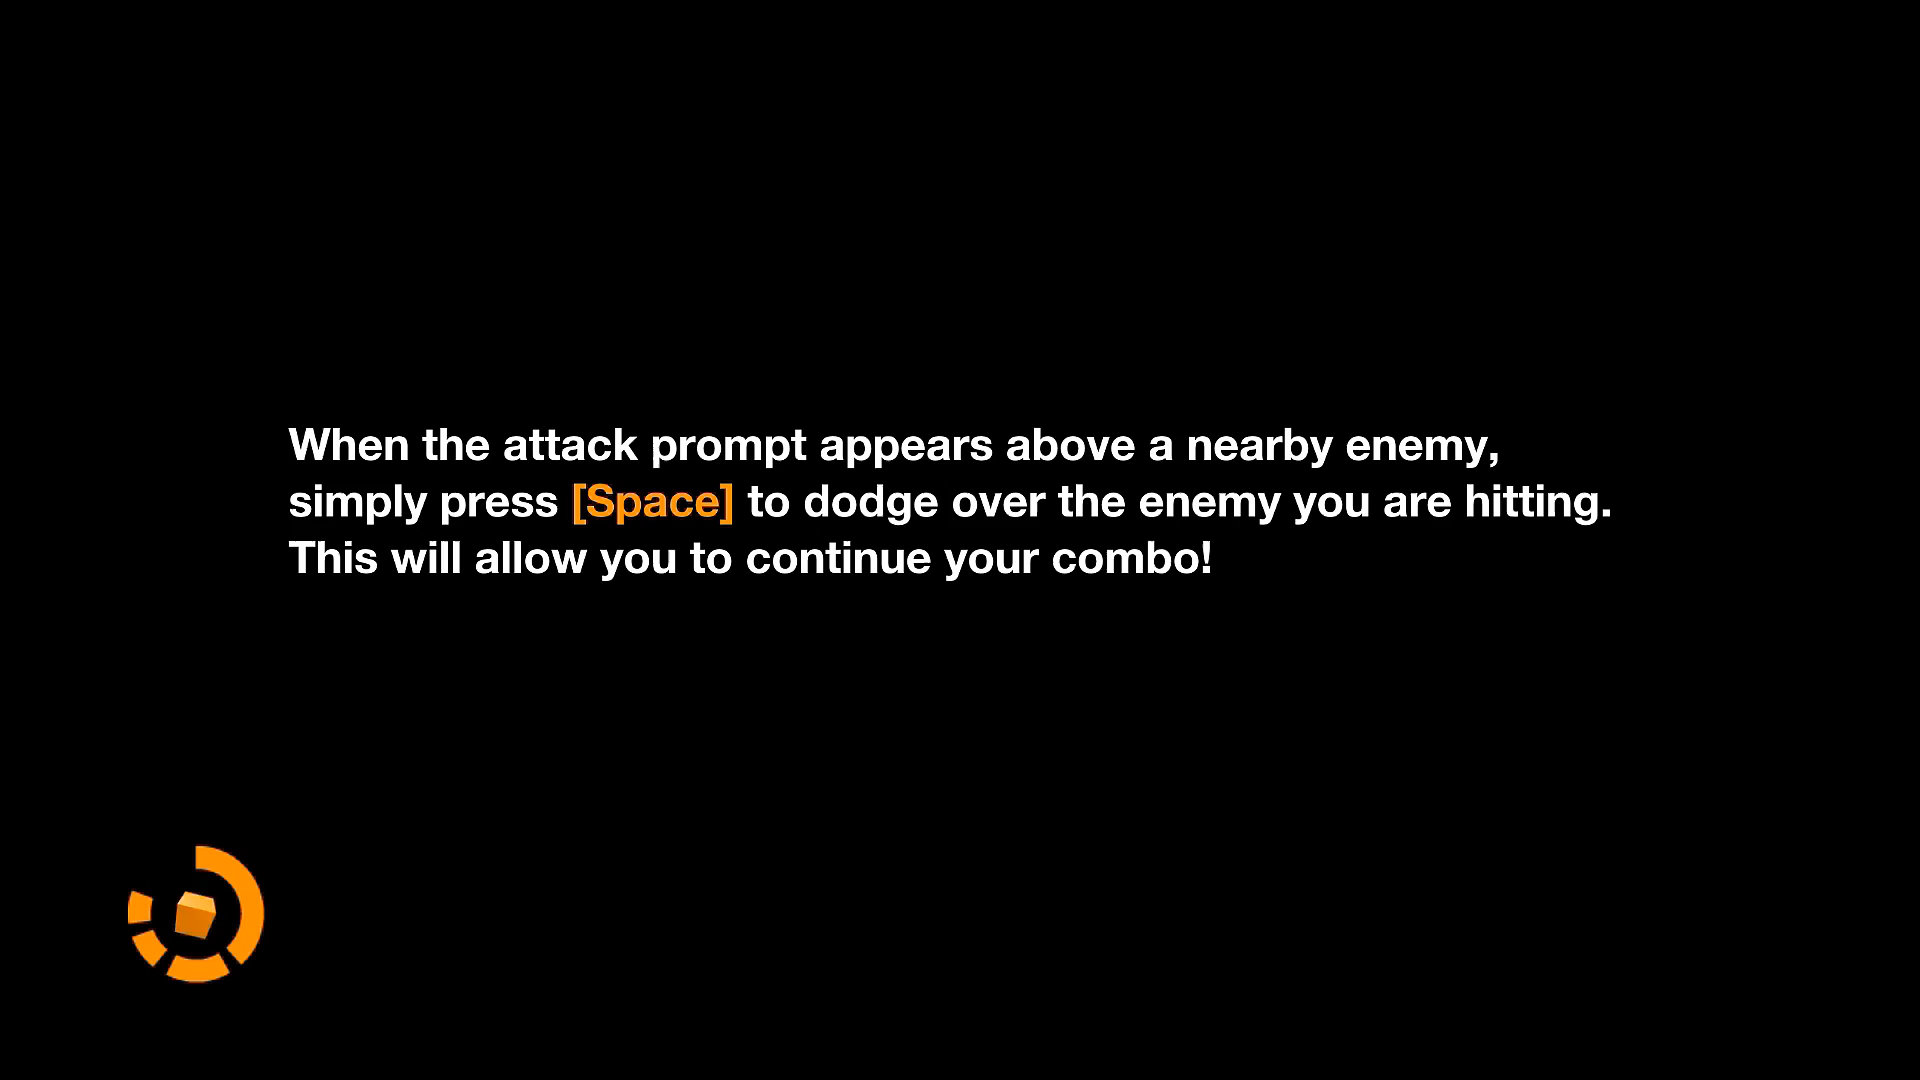 When the attack prompt appears above a nearby enemy,
simply press [Space] to dodge over the enemy you are hitting.
This will allow you to continue your combo!